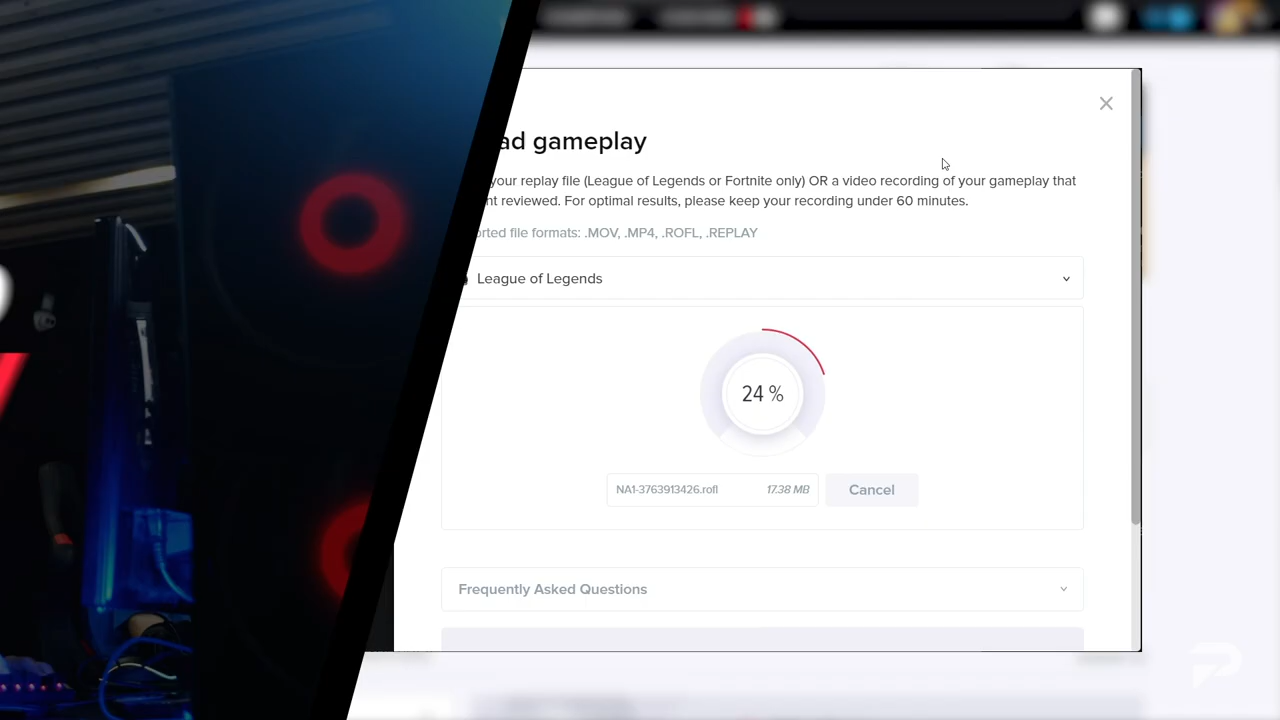 ad gameplay
your replay file (League of Legends or Fortnite only) OR a video recording of your gameplay that
nt reviewed. For optimal results, please keep your recording under 60 minutes.
orted file formats: .MOV, .MP4, .ROFL, .REPLAY
League of Legends
24 %
NA1-3763913426.rofl 17.38 MB
Cancel
Frequently Asked Questions